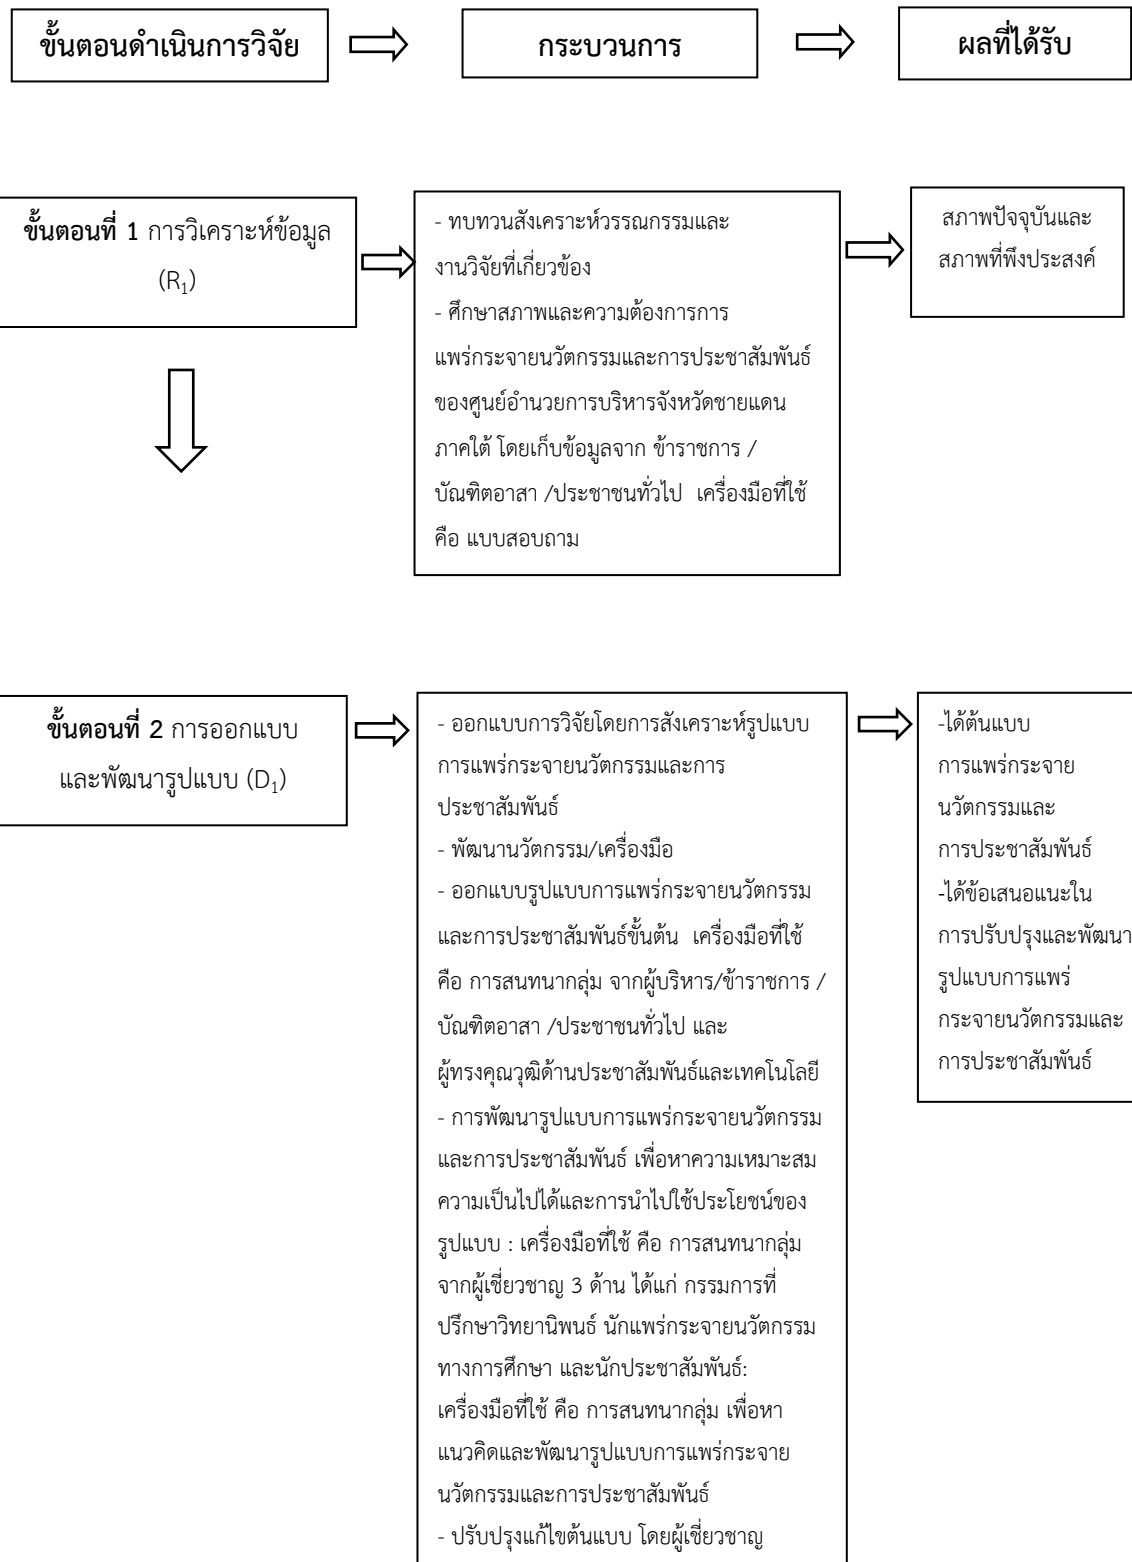 ขั้นตอนดำเนินการวิจัย
กระบวนการ
ผลที่ได้รับ
ขั้นตอนที่ 1 การวิเคราะห์ข้อมูล
(R1)
- ทบทวนสังเคราะห์วรรณกรรมและ
งานวิจัยที่เกี่ยวข้อง
- ศึกษาสภาพและความต้องการการ
แพร่กระจายนวัตกรรมและการประชาสัมพันธ์
ของศูนย์อำนวยการบริหารจังหวัดชายแดน
ภาคใต้ โดยเก็บข้อมูลจาก ข้าราชการ /
บัณฑิตอาสา /ประชาชนทั่วไป เครื่องมือที่ใช้
คือ แบบสอบถาม
สภาพปัจจุบันและ
สภาพที่พึงประสงค์
ขั้นตอนที่ 2 การออกแบบ
และพัฒนารูปแบบ (D1)
- ออกแบบการวิจัยโดยการสังเคราะห์รูปแบบ
การแพร่กระจายนวัตกรรมและการ
ประชาสัมพันธ์
- พัฒนานวัตกรรม/เครื่องมือ
- ออกแบบรูปแบบการแพร่กระจายนวัตกรรม
และการประชาสัมพันธ์ขั้นต้น เครื่องมือที่ใช้
คือ การสนทนากลุ่ม จากผู้บริหาร/ข้าราชการ /
บัณฑิตอาสา /ประชาชนทั่วไป และ
ผู้ทรงคุณวุฒิด้านประชาสัมพันธ์และเทคโนโลยี
- การพัฒนารูปแบบการแพร่กระจายนวัตกรรม
และการประชาสัมพันธ์ เพื่อหาความเหมาะสม
ความเป็นไปได้และการนำไปใช้ประโยชน์ของ
รูปแบบ : เครื่องมือที่ใช้ คือ การสนทนากลุ่ม
จากผู้เชี่ยวชาญ 3 ด้าน ได้แก่ กรรมการที่
ปรึกษาวิทยานิพนธ์ นักแพร่กระจายนวัตกรรม
ทางการศึกษา และนักประชาสัมพันธ์:
เครื่องมือที่ใช้ คือ การสนทนากลุ่ม เพื่อหา
แนวคิดและพัฒนารูปแบบการแพร่กระจาย
นวัตกรรมและการประชาสัมพันธ์
- ปรับปรุงแก้ไขต้นแบบ โดยผู้เชี่ยวชาญ
-ได้ต้นแบบ
การแพร่กระจาย
นวัตกรรมและ
การประชาสัมพันธ์
-ได้ข้อเสนอแนะใน
การปรับปรุงและพัฒนา
รูปแบบการแพร่
กระจายนวัตกรรมและ
การประชาสัมพันธ์